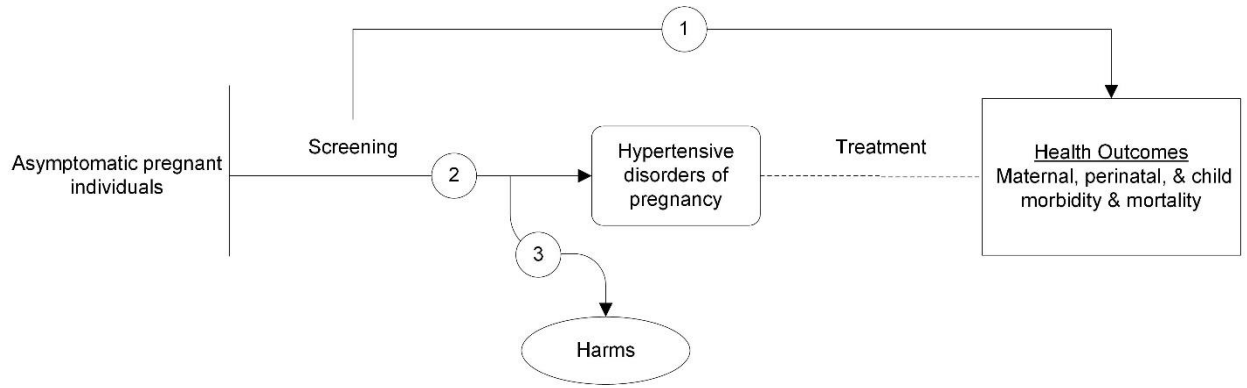 1
Asymptomatic pregnant
individuals
Screening
2
Hypertensive
disorders of
pregnancy
Treatment
Health Outcomes
Maternal, perinatal, & child
morbidity & mortality
3
Harms